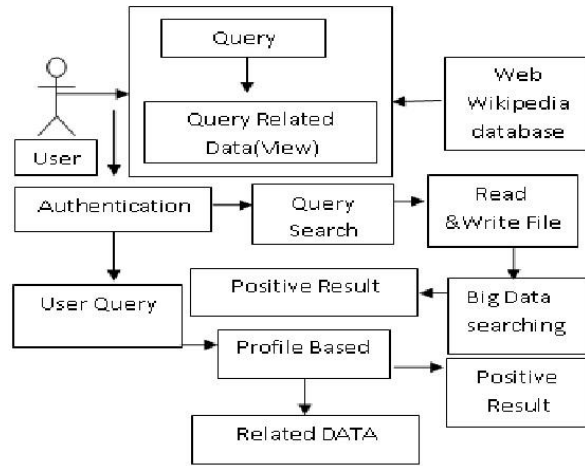 Query
Query Related
Data(View)
Web
Wikipedia
database
User
Authentication
Query
Search
Read
&Write File
User Query
Positive Result
Big Data
searching
Profile Based
Positive
Result
Related DATA